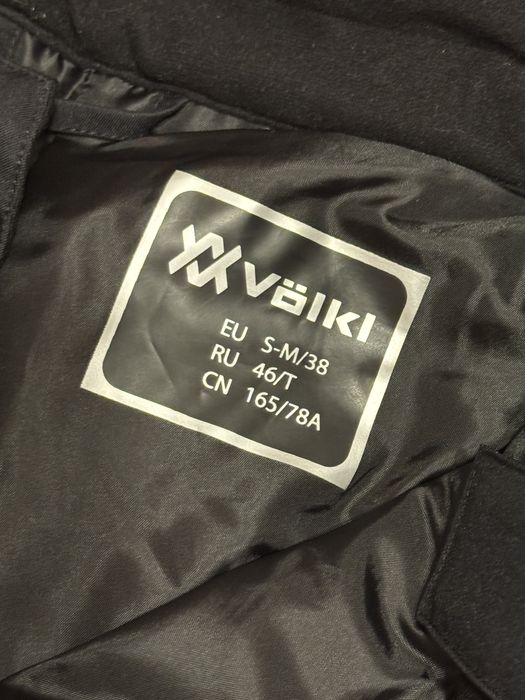 Völkl
EU S-M/38
RU 46/T
CN 165/78A